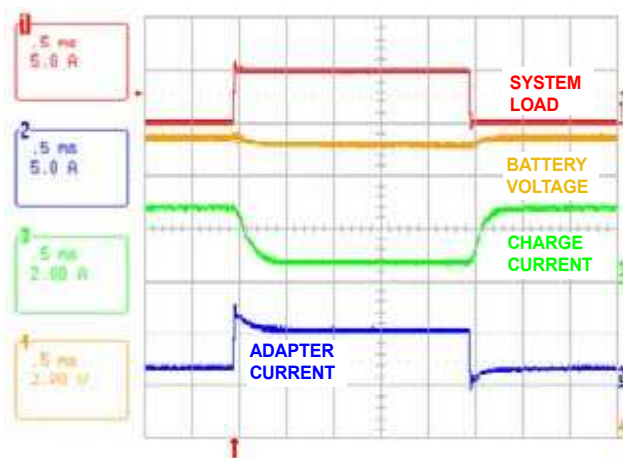 1
.5 ms
5.0 A
2
.5 ms
5.0 A
3
.5 ms
2.00 A
4
.5 ms
2.00 V
SYSTEM
LOAD
BATTERY
VOLTAGE
CHARGE
CURRENT
ADAPTER
CURRENT